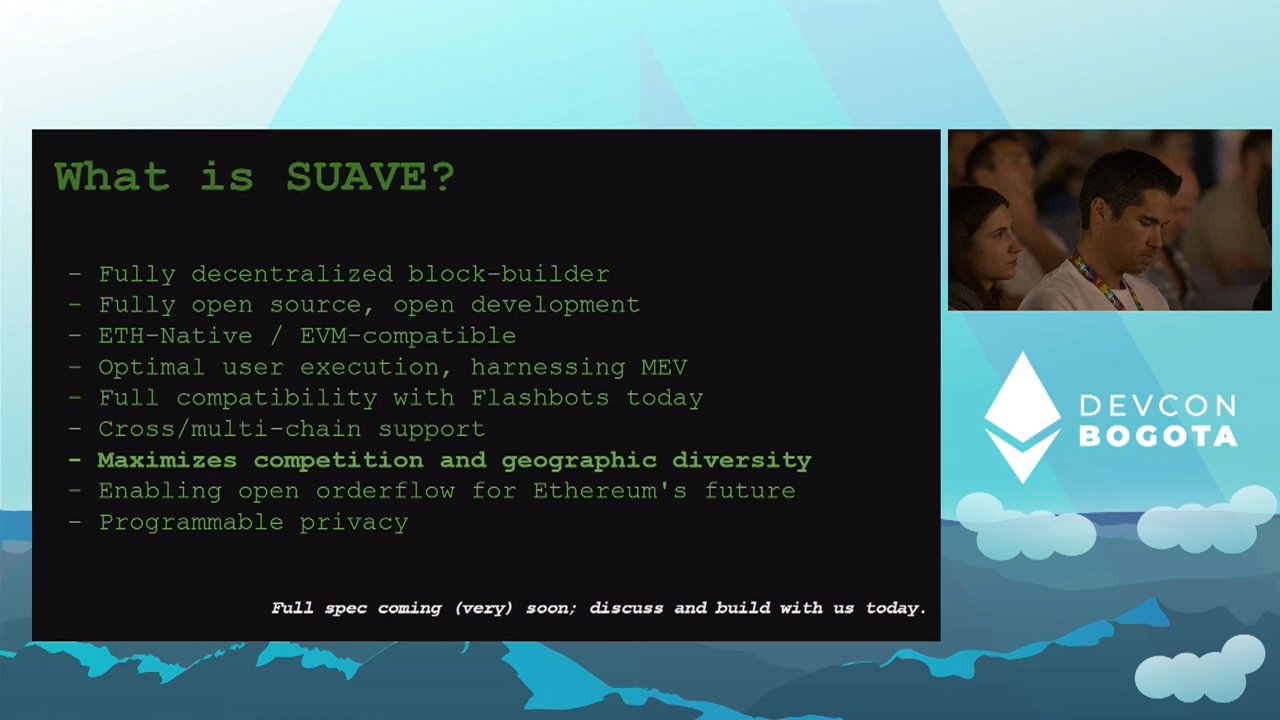 What is SUAVE?
- Fully decentralized block-builder
- Fully open source, open development
- ETH-Native / EVM-compatible
- Optimal user execution, harnessing MEV
- Full compatibility with Flashbots today
- Cross/multi-chain support
- Maximizes competition and geographic diversity
- Enabling open orderflow for Ethereum's future
- Programmable privacy
Full spec coming (very) soon; discuss and build with us today.
DEVCON
BOGOTA